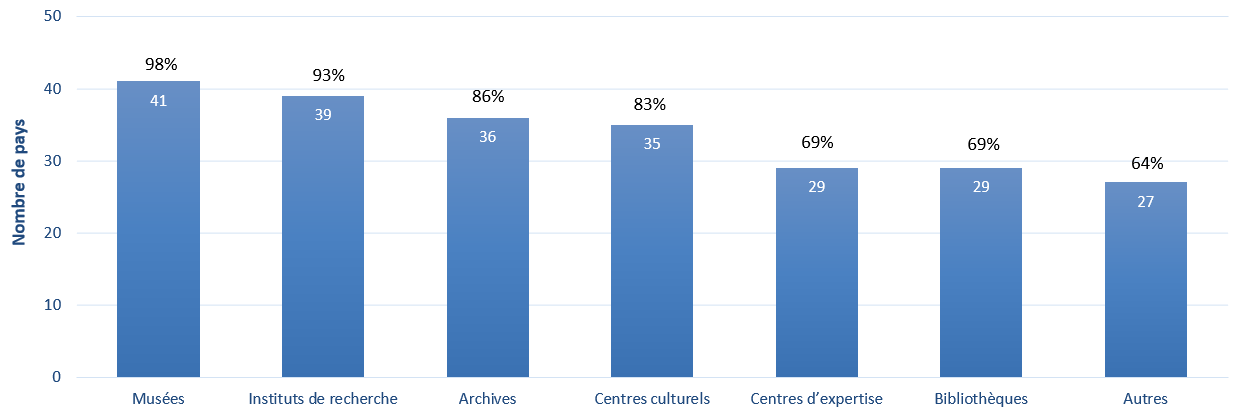 50
40
30
20
10
0
Nombre de pays
98%
93%
86%
83%
69%
69%
64%
41
39
36
35
29
29
27
Musées
Instituts de recherche
Archives
Centres culturels
Centres d’expertise
Bibliothèques
Autres